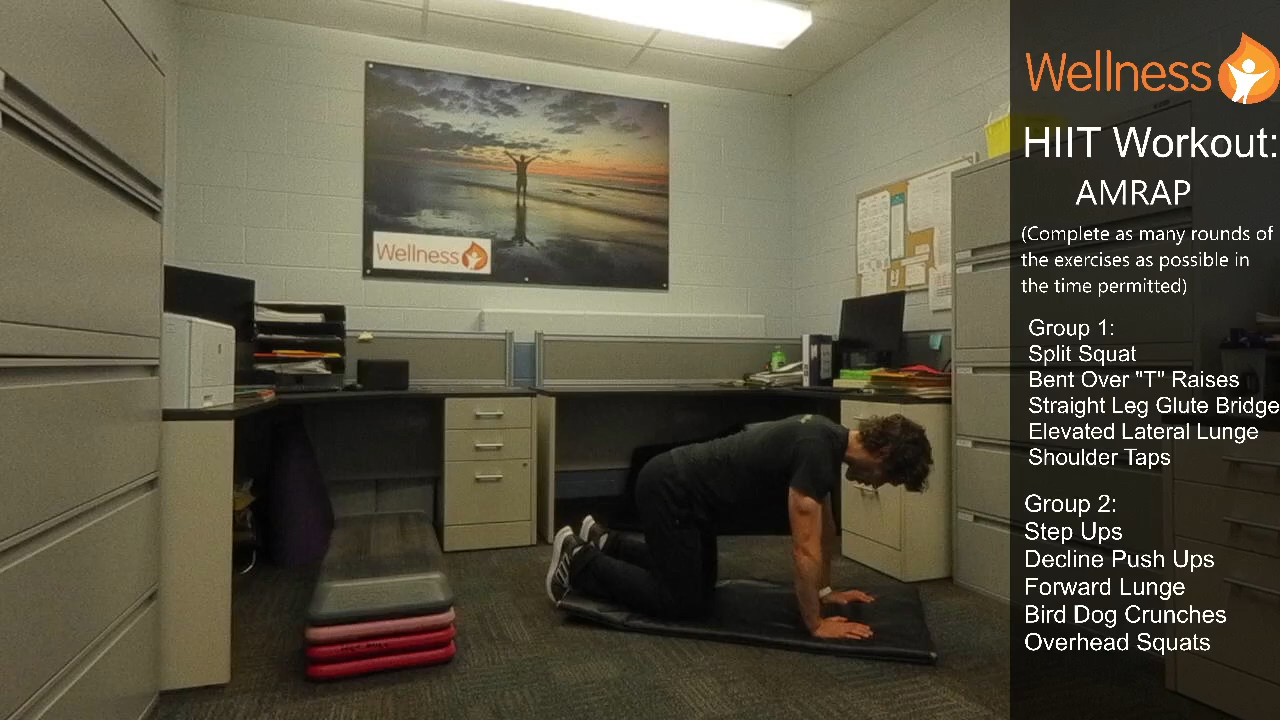 Wellness
Wellness
HIIT Workout:
AMRAP
(Complete as many rounds of
the exercises as possible in
the time permitted)
Group 1:
Split Squat
Bent Over "T" Raises
Straight Leg Glute Bridge
Elevated Lateral Lunge
Shoulder Taps
Group 2:
Step Ups
Decline Push Ups
Forward Lunge
Bird Dog Crunches
Overhead Squats